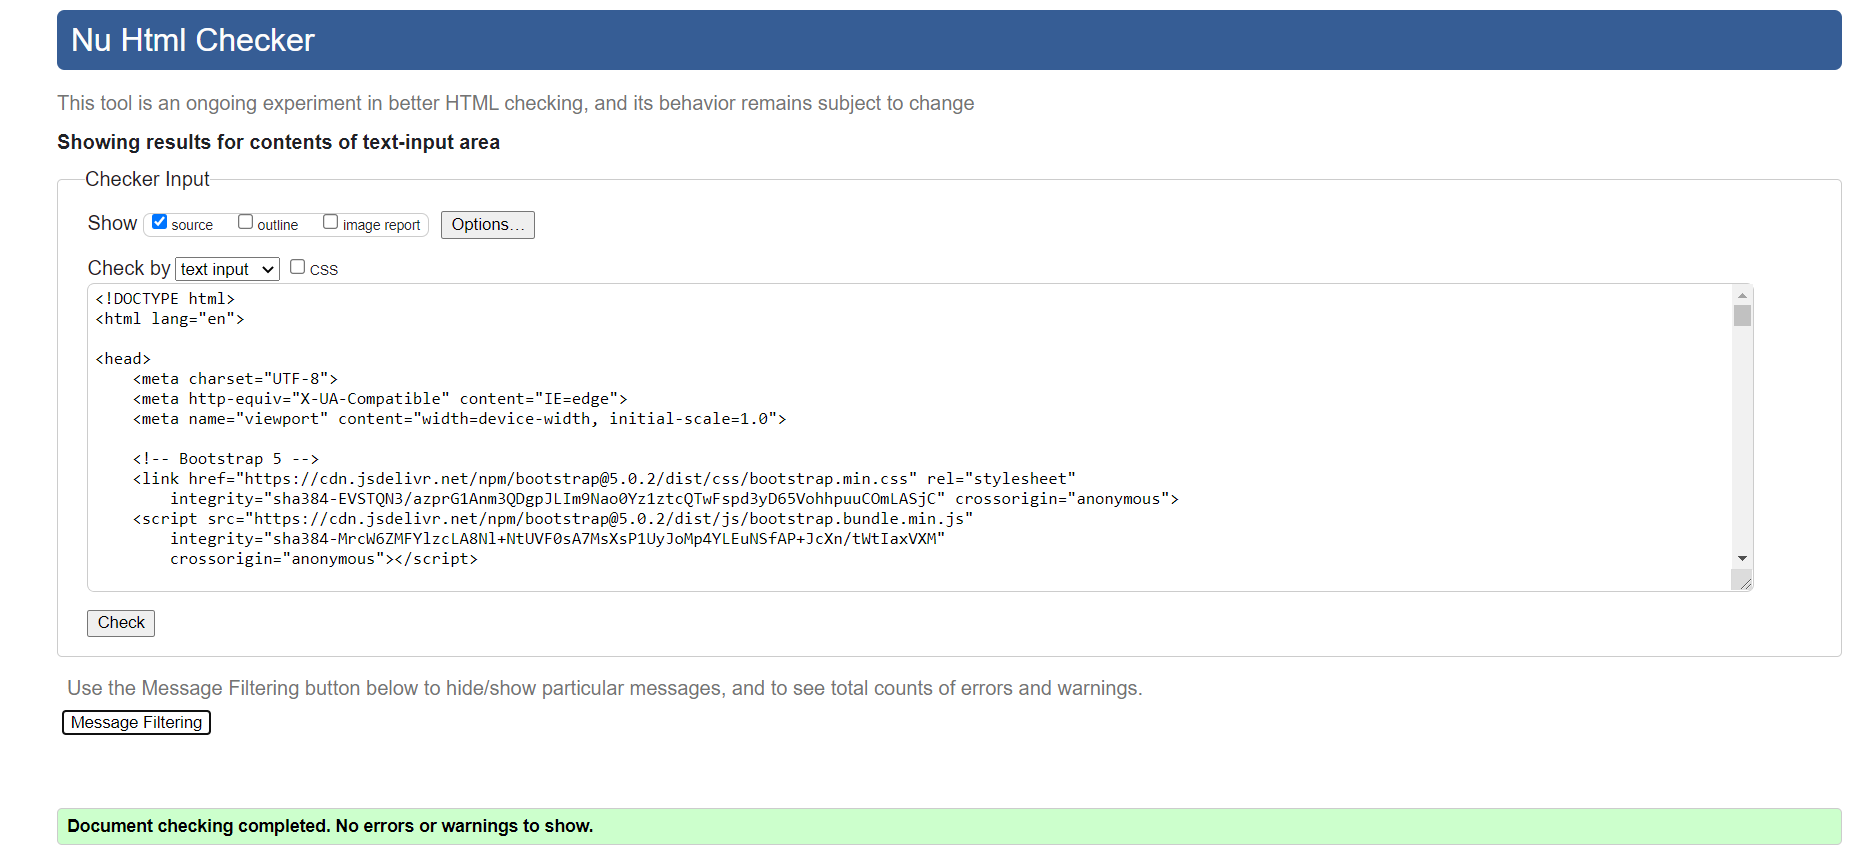 Nu Html Checker
This tool is an ongoing experiment in better HTML checking, and its behavior remains subject to change
Showing results for contents of text-input area
Checker Input
Show source outline image report Options...
Check by text input CSS
<!DOCTYPE html>
<html lang="en">
<head>
<meta charset="UTF-8">
<meta http-equiv="X-UA-Compatible" content="IE=edge">
<meta name="viewport" content="width=device-width, initial-scale=1.0">
<!-- Bootstrap 5 -->
<link href="https://cdn.jsdelivr.net/npm/bootstrap@5.0.2/dist/css/bootstrap.min.css" rel="stylesheet"
integrity="sha384-EVSTQN3/azprG1Anm3QDgpJLIm9Nao0Yz1ztcQTwFspd3yD65VohhpuuCOmLASjC" crossorigin="anonymous">
<script src="https://cdn.jsdelivr.net/npm/bootstrap@5.0.2/dist/js/bootstrap.bundle.min.js"
integrity="sha384-MrcW6ZMFYlzcLA8Nl+NtUVF0sA7MsXsP1UyJoMp4YLEuNSfAP+JcXn/tWtIaxVXM"
crossorigin="anonymous"></script>
Check
Use the Message Filtering button below to hide/show particular messages, and to see total counts of errors and warnings.
Message Filtering
Document checking completed. No errors or warnings to show.